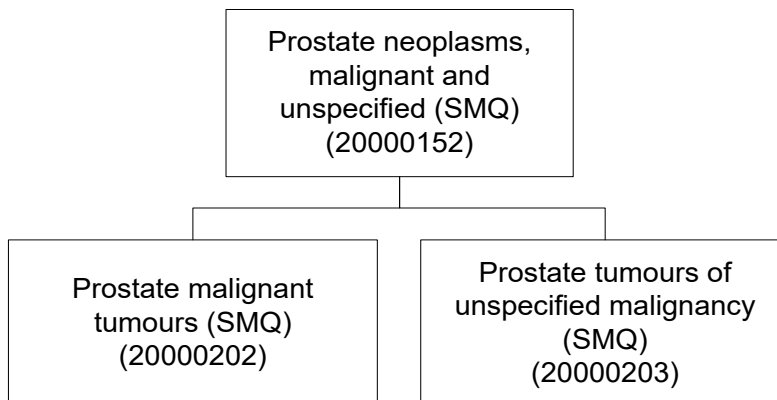 Prostate neoplasms,
malignant and
unspecified (SMQ)
(20000152)
Prostate malignant
tumours (SMQ)
(20000202)
Prostate tumours of
unspecified malignancy
(SMQ)
(20000203)